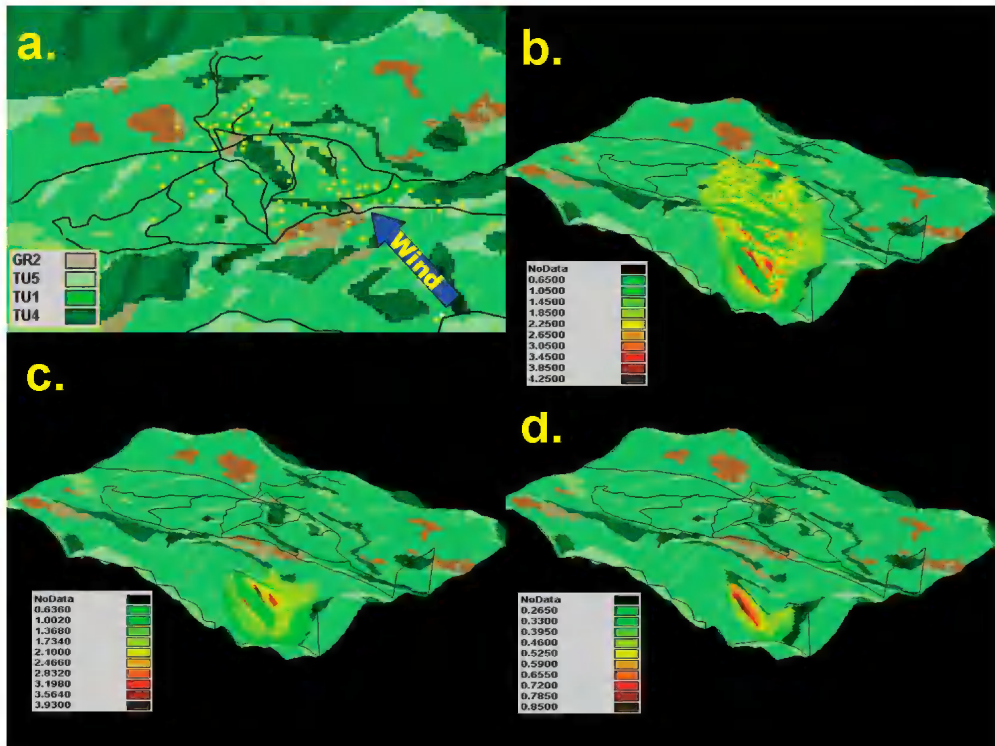 a.
GR2
TU5
TU1
TU4
Wind
b.
NoData
0.6500
1.0500
1.4500
1.8500
2.2500
2.6500
3.0500
3.4500
3.8500
4.2500
c.
NoData
0.6360
1.0020
1.3680
1.7340
2.1000
2.4660
2.8320
3.1980
3.5640
3.9300
d.
NoData
0.2650
0.3300
0.3950
0.4600
0.5250
0.5900
0.6550
0.7200
0.7850
0.8500